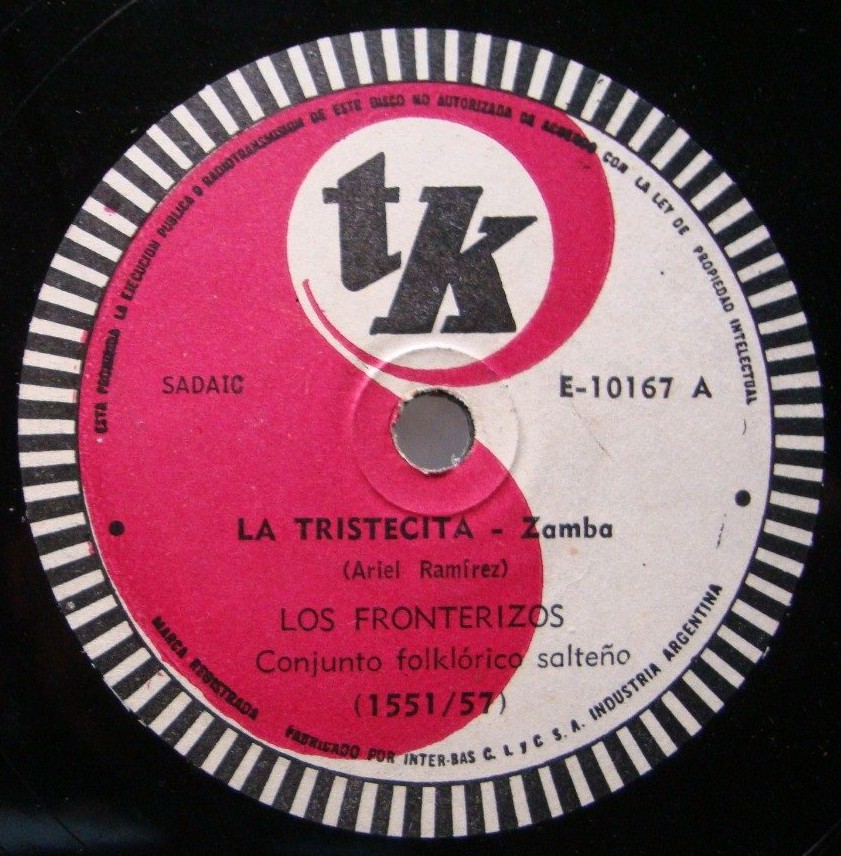 ESTA PROHIBIDA LA EJECUCION PUBLICA O RADIOTRANSMISION DE ESTE DISCO NO AUTORIZADA DE ACUERDO CON LA LEY DE PROPIEDAD INTELECTUAL
tk
SADAIC
E-10167 A
LA TRISTECITA - Zamba
(Ariel Ramírez)
LOS FRONTERIZOS
Conjunto folklórico salteño
(1551/57)
MARCA REGISTRADA
FABRICADO POR INTER-BAS C. I. y C S. A. INDUSTRIA ARGENTINA